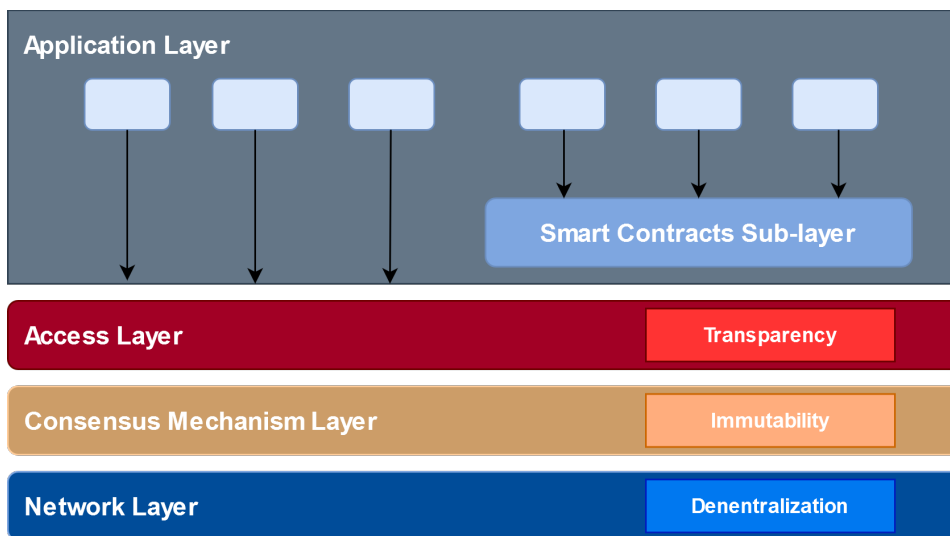 Application Layer
Smart Contracts Sub-layer
Access Layer
Transparency
Consensus Mechanism Layer
Immutability
Network Layer
Denentralization